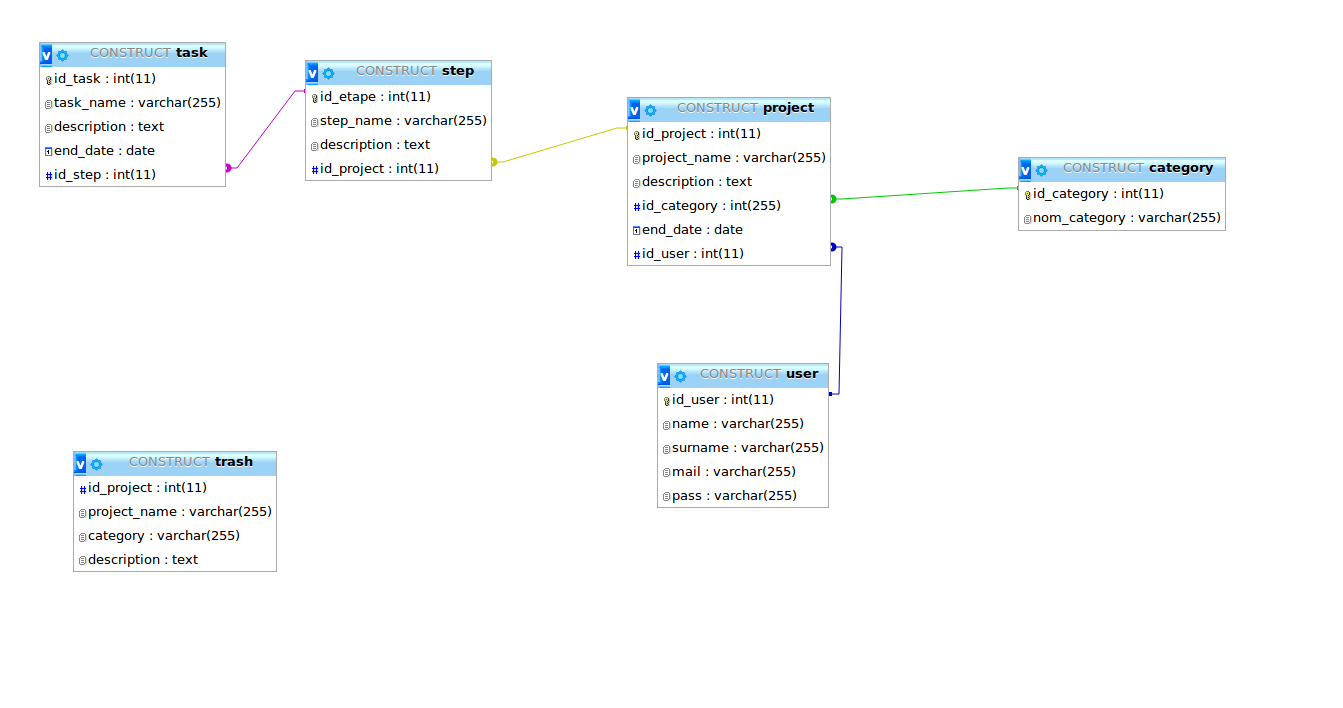 v CONSTRUCT task
id_task : int(11)
task_name : varchar(255)
description : text
end_date : date
# id_step : int(11)
v CONSTRUCT step
id_etape : int(11)
step_name : varchar(255)
description : text
# id_project : int(11)
v CONSTRUCT project
id_project : int(11)
project_name : varchar(255)
description : text
# id_category : int(255)
end_date : date
# id_user : int(11)
v CONSTRUCT category
id_category : int(11)
nom_category : varchar(255)
v CONSTRUCT user
id_user : int(11)
name : varchar(255)
surname : varchar(255)
mail : varchar(255)
pass : varchar(255)
v CONSTRUCT trash
# id_project : int(11)
project_name : varchar(255)
category : varchar(255)
description : text